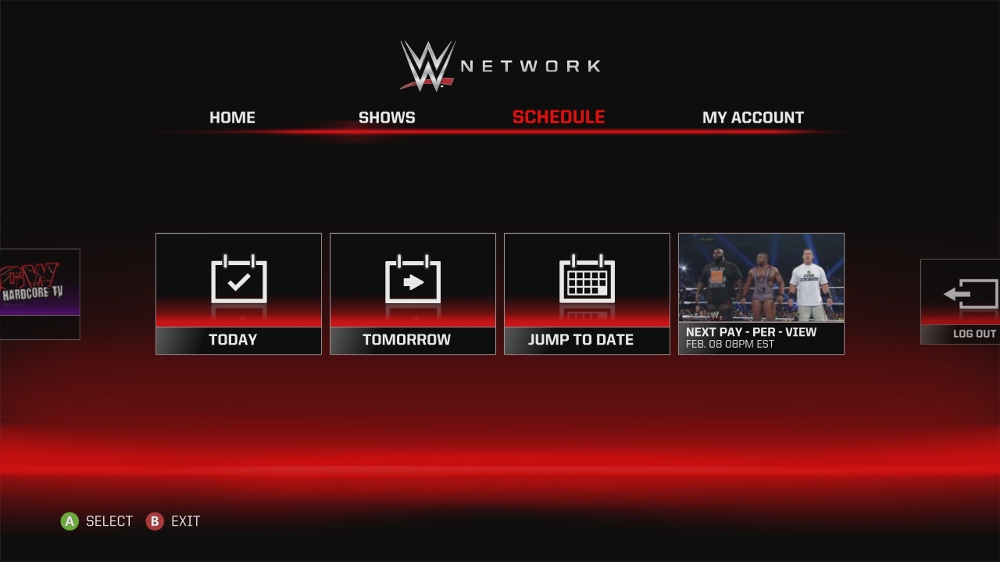 W NETWORK
HOME SHOWS SCHEDULE MY ACCOUNT
HARDCORE TV
TODAY
TOMORROW
JUMP TO DATE
NEXT PAY - PER - VIEW
FEB. 08 08PM EST
LOG OUT
A SELECT B EXIT